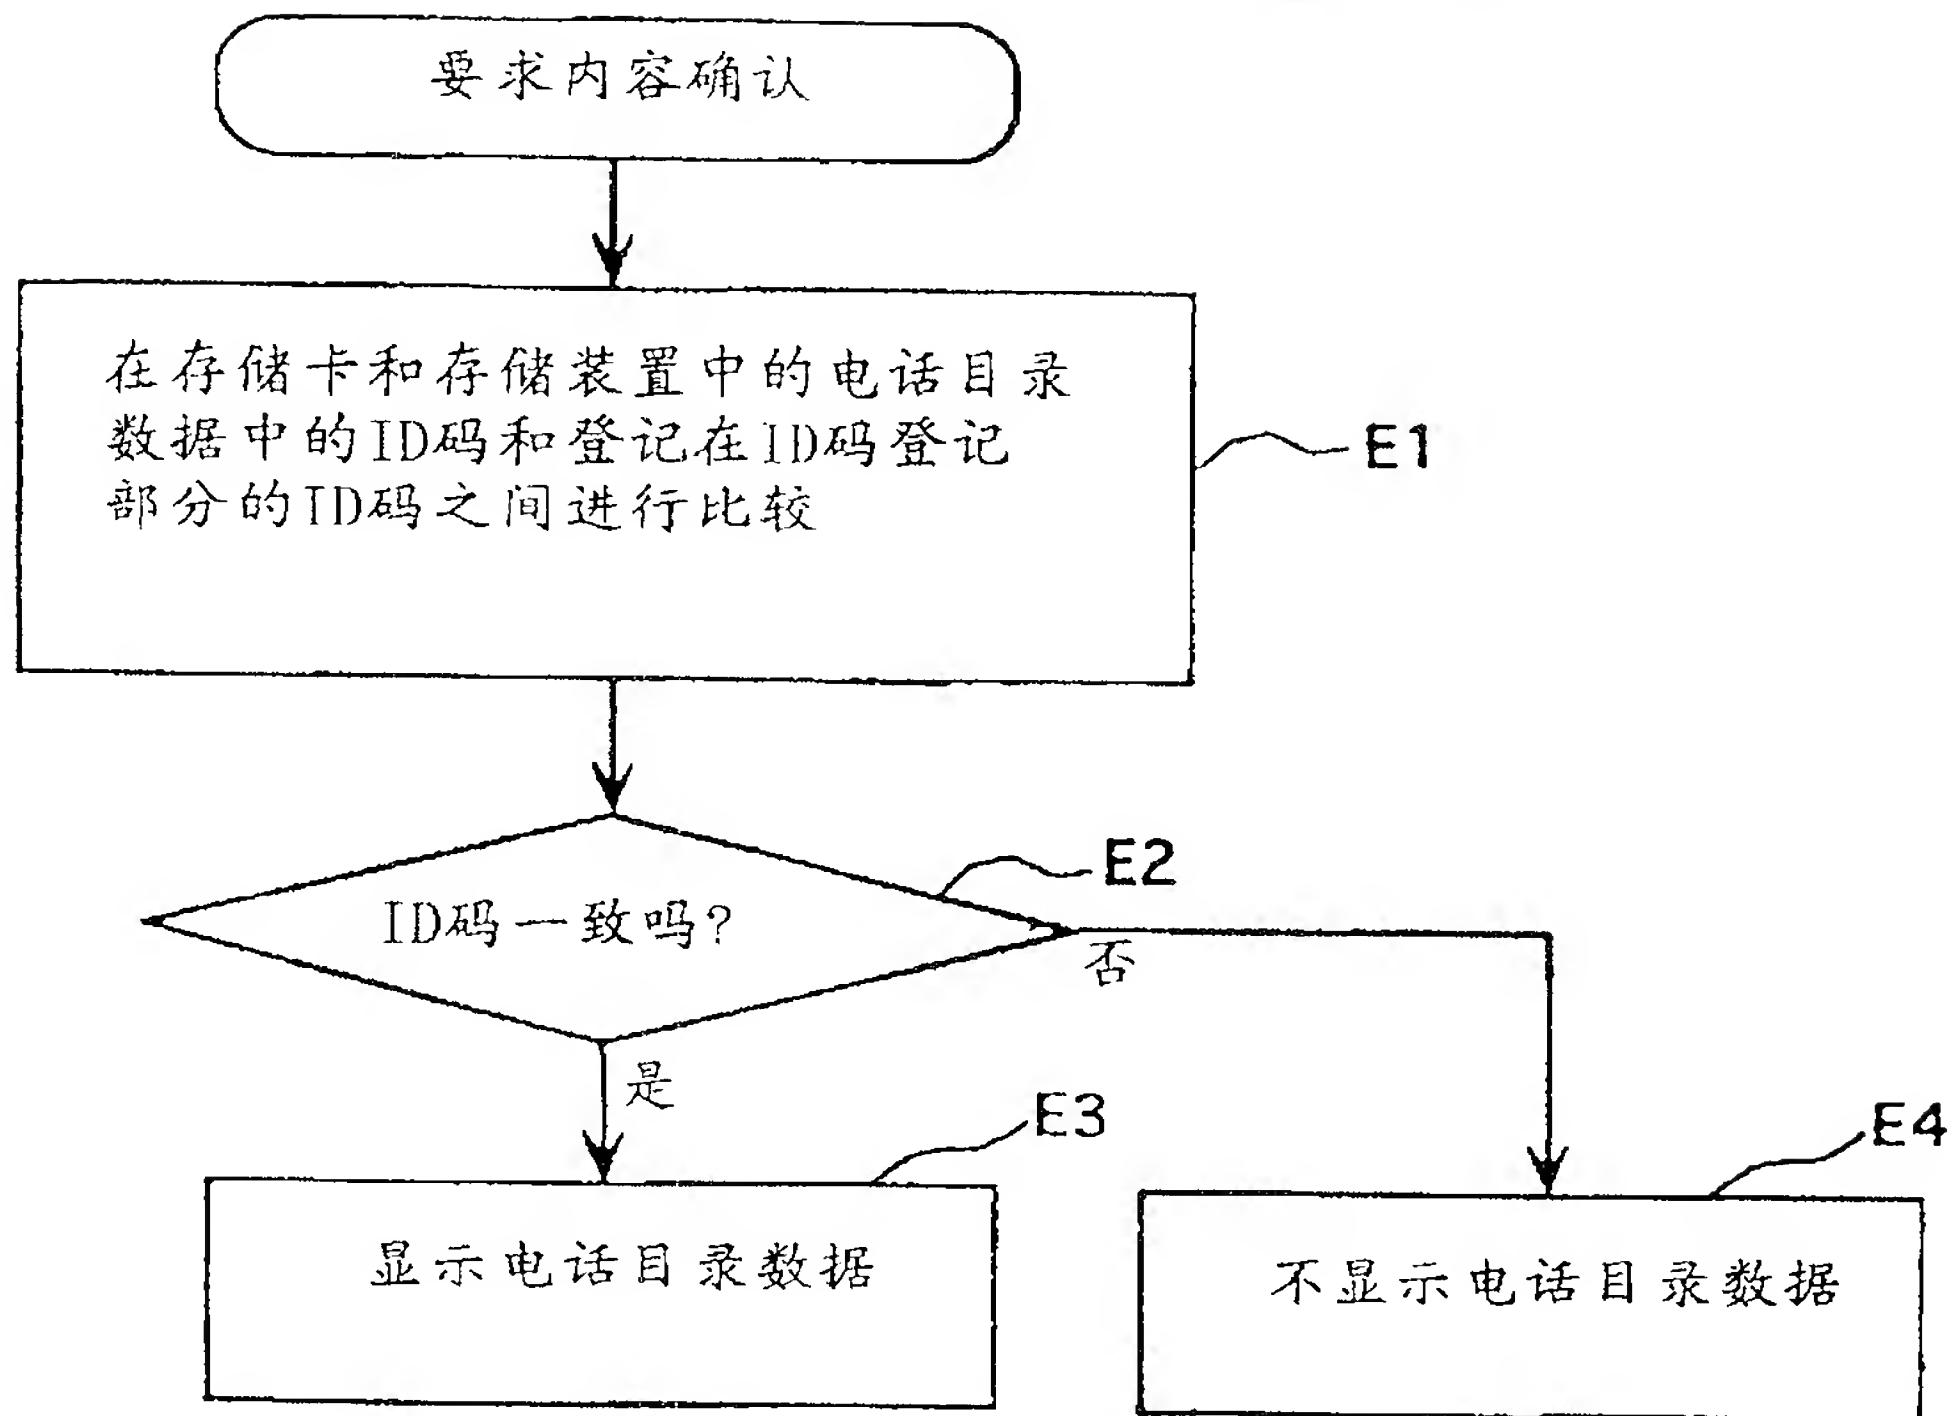 要求内容确认
在存储卡和存储装置中的电话目录
数据中的ID码和登记在ID码登记
部分的ID码之间进行比较
E1
E2
ID码一致吗?
否
是
E3
E4
显示电话目录数据
不显示电话目录数据